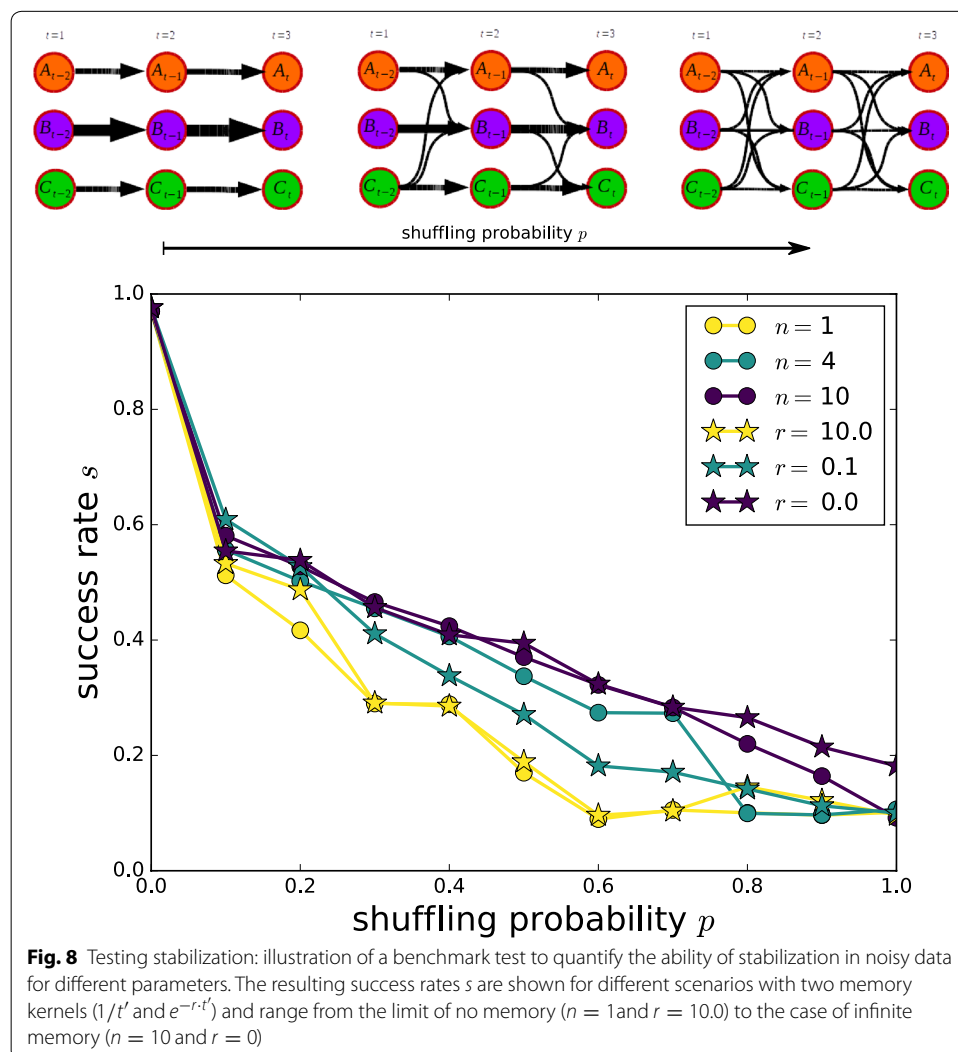 t=1 t=2 t=3 t=1 t=2 t=3 t=1 t=2 t=3
A_{t−2} A_{t−1} A_t A_{t−2} A_{t−1} A_t A_{t−2} A_{t−1} A_t
B_{t−2} B_{t−1} B_t B_{t−2} B_{t−1} B_t B_{t−2} B_{t−1} B_t
C_{t−2} C_{t−1} C_t C_{t−2} C_{t−1} C_t C_{t−2} C_{t−1} C_t
shuffling probability p
1.0
0.8
0.6
0.4
0.2
0.0
success rate s
n = 1
n = 4
n = 10
r = 10.0
r = 0.1
r = 0.0
0.0 0.2 0.4 0.6 0.8 1.0
shuffling probability p
Fig. 8 Testing stabilization: illustration of a benchmark test to quantify the ability of stabilization in noisy data
for different parameters. The resulting success rates s are shown for different scenarios with two memory
kernels (1/t′ and e^{−r·t′}) and range from the limit of no memory (n = 1and r = 10.0) to the case of infinite
memory (n = 10 and r = 0)